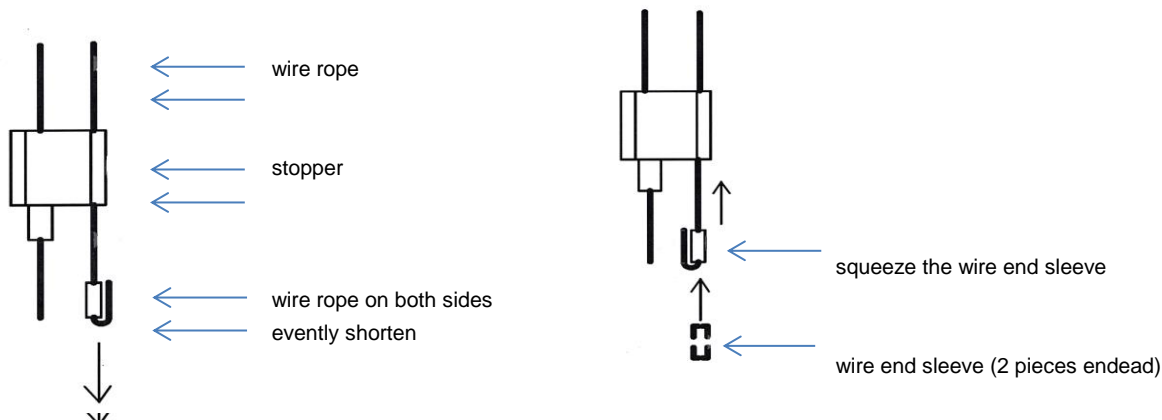 wire rope
stopper
wire rope on both sides
evently shorten
squeeze the wire end sleeve
wire end sleeve (2 pieces endead)